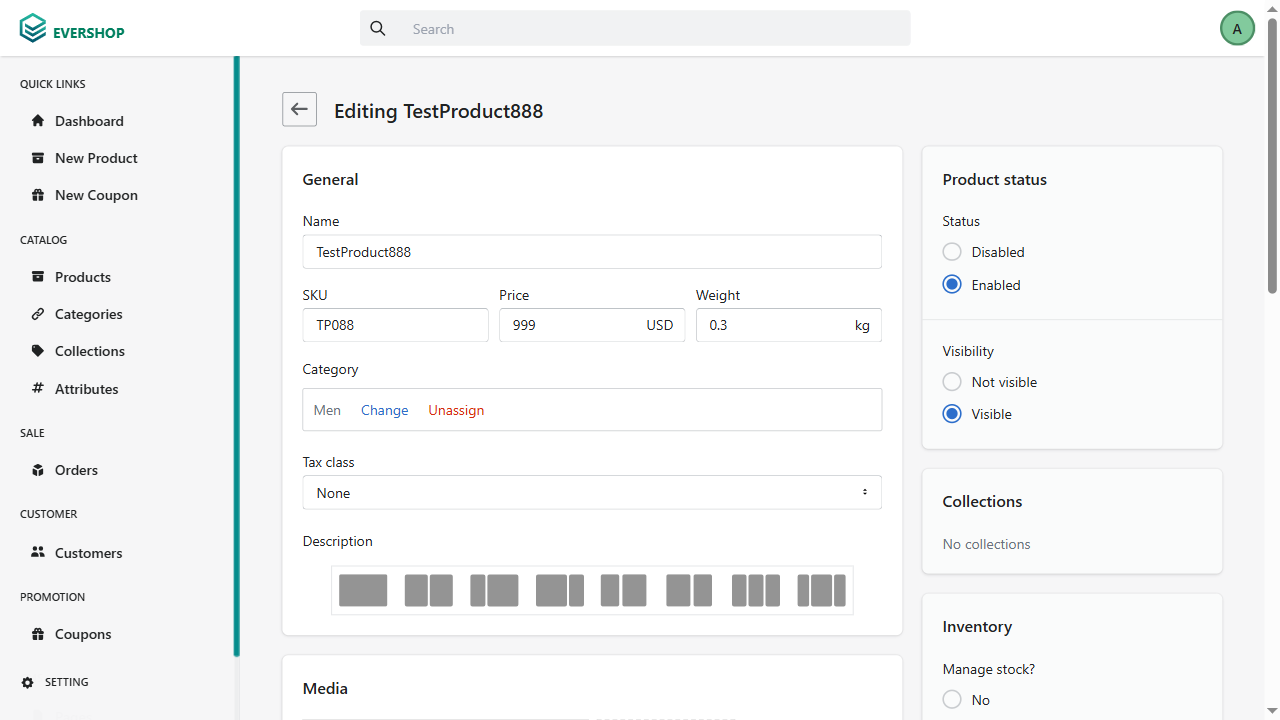 EVERSHOP
Search
A
QUICK LINKS
Dashboard
New Product
New Coupon
CATALOG
Products
Categories
Collections
Attributes
SALE
Orders
CUSTOMER
Customers
PROMOTION
Coupons
SETTING
Editing TestProduct888
General
Name
TestProduct888
SKU
Price
Weight
TP088
999 USD
0.3 kg
Category
Men Change Unassign
Tax class
None
Description
Media
Product status
Status
Disabled
Enabled
Visibility
Not visible
Visible
Collections
No collections
Inventory
Manage stock?
No